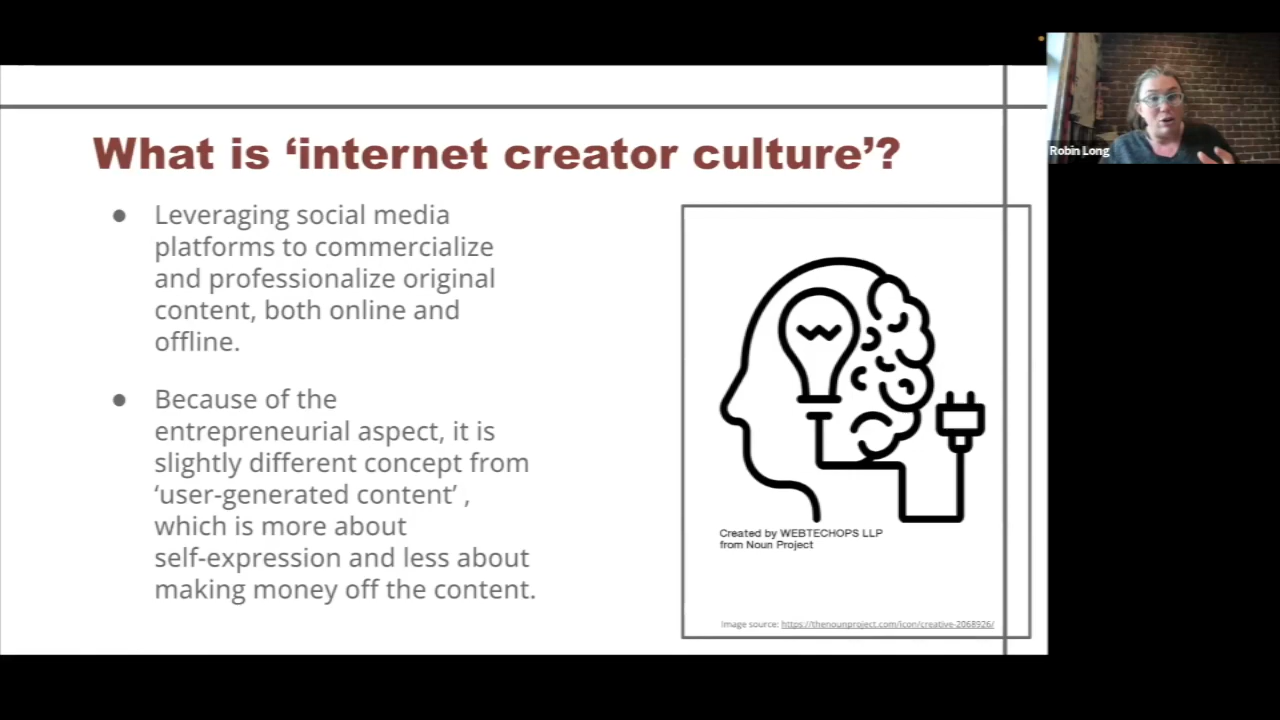 What is ‘internet creator culture’?
● Leveraging social media
platforms to commercialize
and professionalize original
content, both online and
offline.
● Because of the
entrepreneurial aspect, it is
slightly different concept from
‘user-generated content’ ,
which is more about
self-expression and less about
making money off the content.
Created by WEBTECHOPS LLP
from Noun Project
Image source: https://thenounproject.com/icon/creative-2068926/
Robin Long